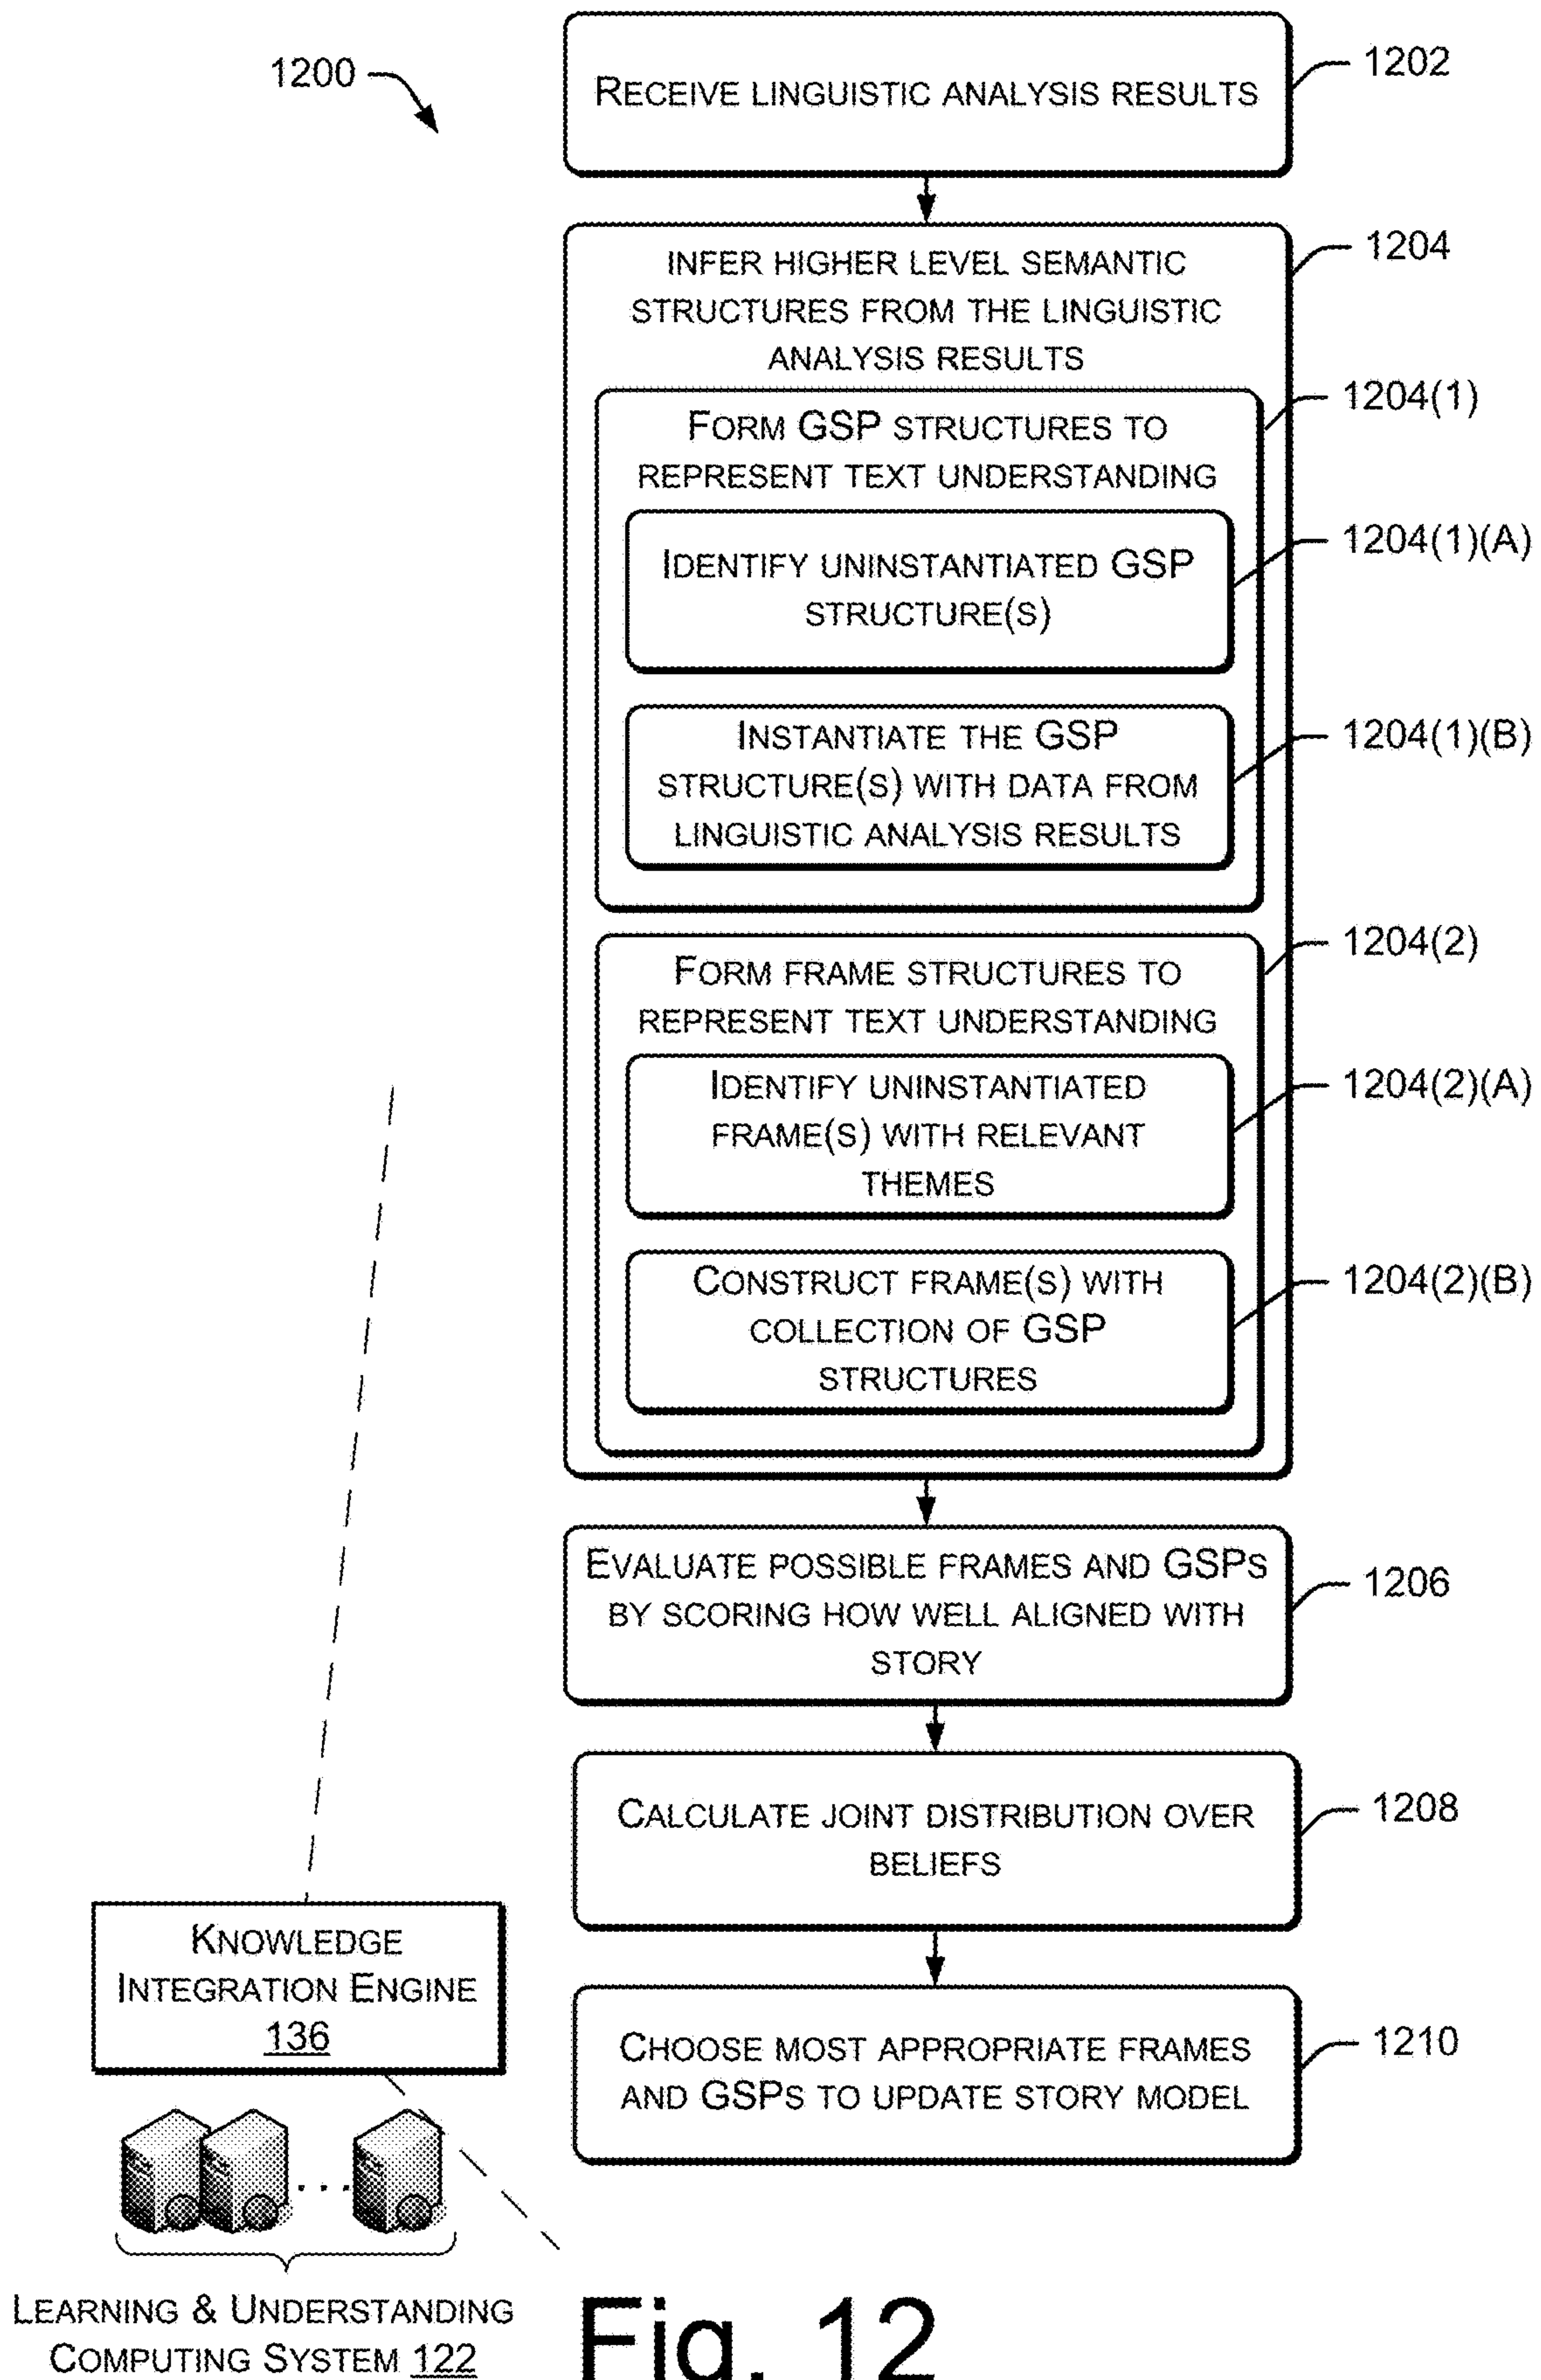 1200
RECEIVE LINGUISTIC ANALYSIS RESULTS
1202
INFER HIGHER LEVEL SEMANTIC
STRUCTURES FROM THE LINGUISTIC
ANALYSIS RESULTS
1204
FORM GSP STRUCTURES TO
REPRESENT TEXT UNDERSTANDING
1204(1)
IDENTIFY UNINSTANTIATED GSP
STRUCTURE(S)
1204(1)(A)
INSTANTIATE THE GSP
STRUCTURE(S) WITH DATA FROM
LINGUISTIC ANALYSIS RESULTS
1204(1)(B)
FORM FRAME STRUCTURES TO
REPRESENT TEXT UNDERSTANDING
1204(2)
IDENTIFY UNINSTANTIATED
FRAME(S) WITH RELEVANT
THEMES
1204(2)(A)
CONSTRUCT FRAME(S) WITH
COLLECTION OF GSP
STRUCTURES
1204(2)(B)
EVALUATE POSSIBLE FRAMES AND GSPS
BY SCORING HOW WELL ALIGNED WITH
STORY
1206
CALCULATE JOINT DISTRIBUTION OVER
BELIEFS
1208
CHOOSE MOST APPROPRIATE FRAMES
AND GSPS TO UPDATE STORY MODEL
1210
KNOWLEDGE
INTEGRATION ENGINE
136
...
LEARNING & UNDERSTANDING
COMPUTING SYSTEM 122
Fig. 12